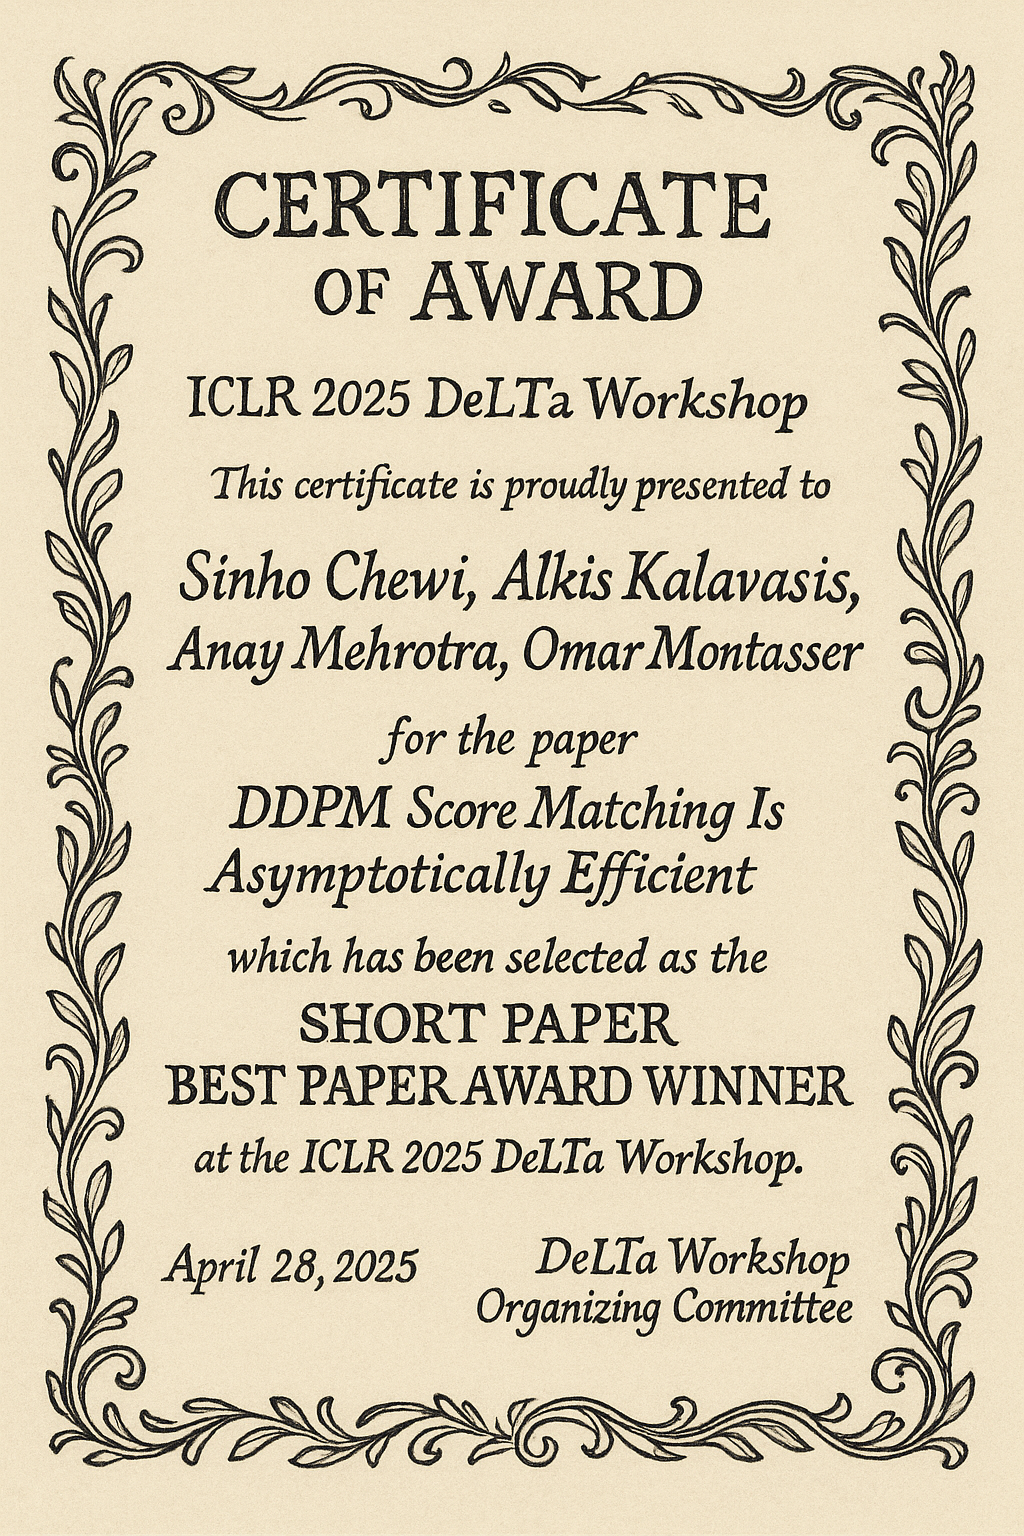 CERTIFICATE
OF AWARD
ICLR 2025 DeLTa Workshop
This certificate is proudly presented to
Sinho Chewi, Alkis Kalavasis,
Anay Mehrotra, Omar Montasser
for the paper
DDPM Score Matching Is
Asymptotically Efficient
which has been selected as the
SHORT PAPER
BEST PAPER AWARD WINNER
at the ICLR 2025 DeLTa Workshop.
April 28, 2025
DeLTa Workshop
Organizing Committee